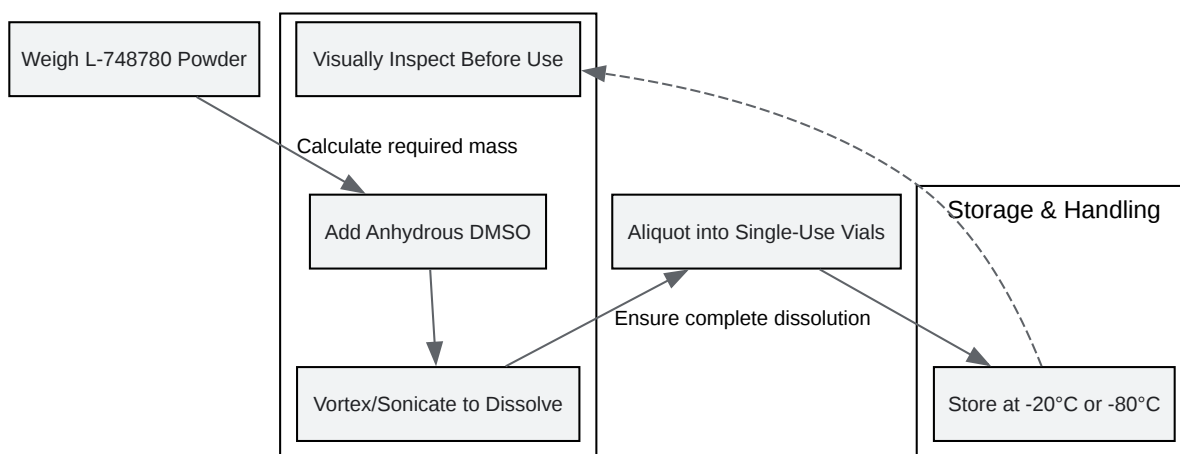 Weigh L-748780 Powder
Visually Inspect Before Use
Calculate required mass
Add Anhydrous DMSO
Aliquot into Single-Use Vials
Storage & Handling
Ensure complete dissolution
Vortex/Sonicate to Dissolve
Store at -20°C or -80°C